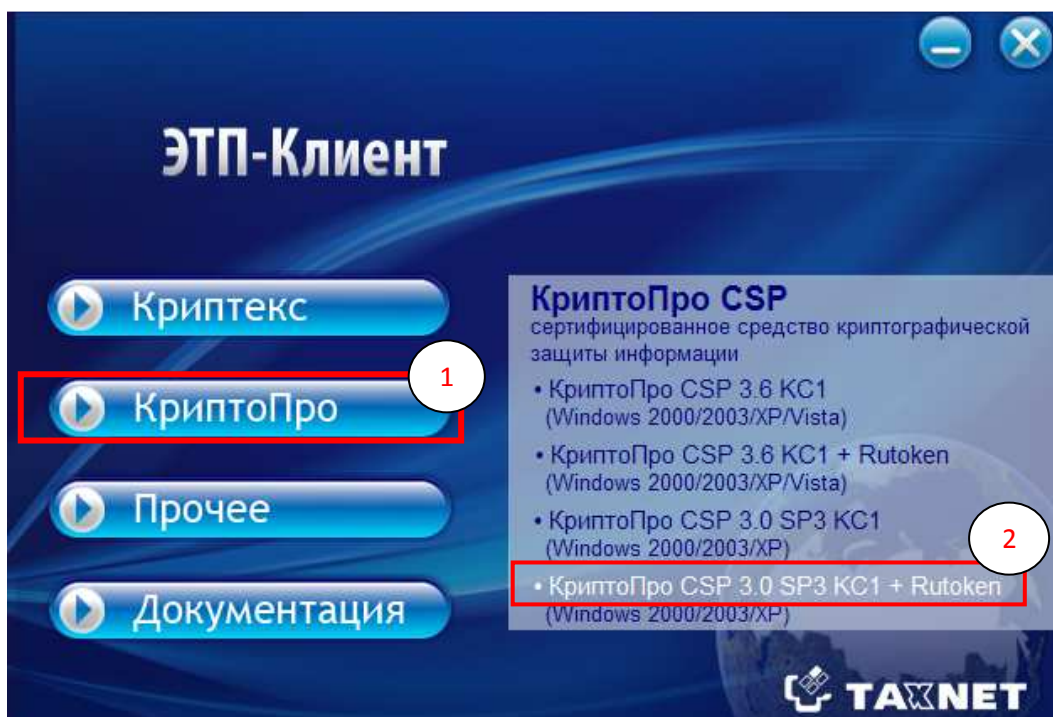 ЭТП-Клиент
Криптекс
1
КриптоПро
Прочее
Документация
КриптоПро CSP
сертифицированное средство криптографической
защиты информации
• КриптоПро CSP 3.6 КС1
(Windows 2000/2003/XP/Vista)
• КриптоПро CSP 3.6 КС1 + Rutoken
(Windows 2000/2003/XP/Vista)
• КриптоПро CSP 3.0 SP3 КС1
(Windows 2000/2003/XP)
2
• КриптоПро CSP 3.0 SP3 КС1 + Rutoken
(Windows 2000/2003/XP)
TAXNET